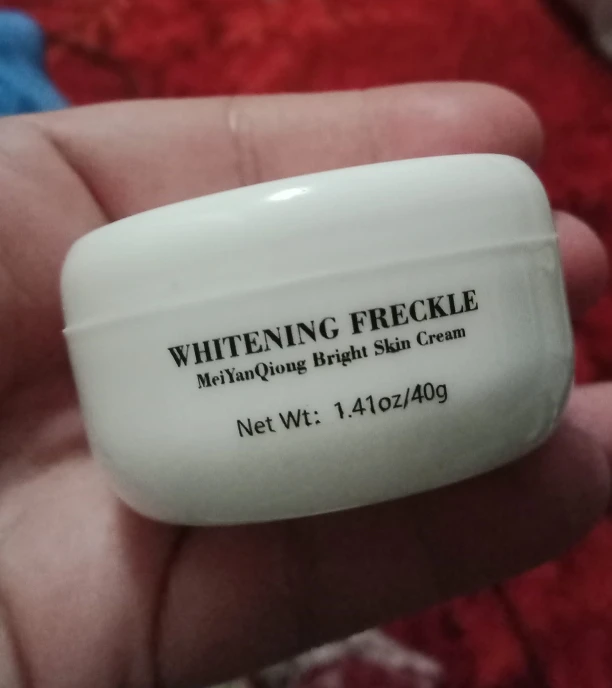 WHITENING FRECKLE
MeiYanQiong Bright Skin Cream
Net Wt: 1.41oz/40g